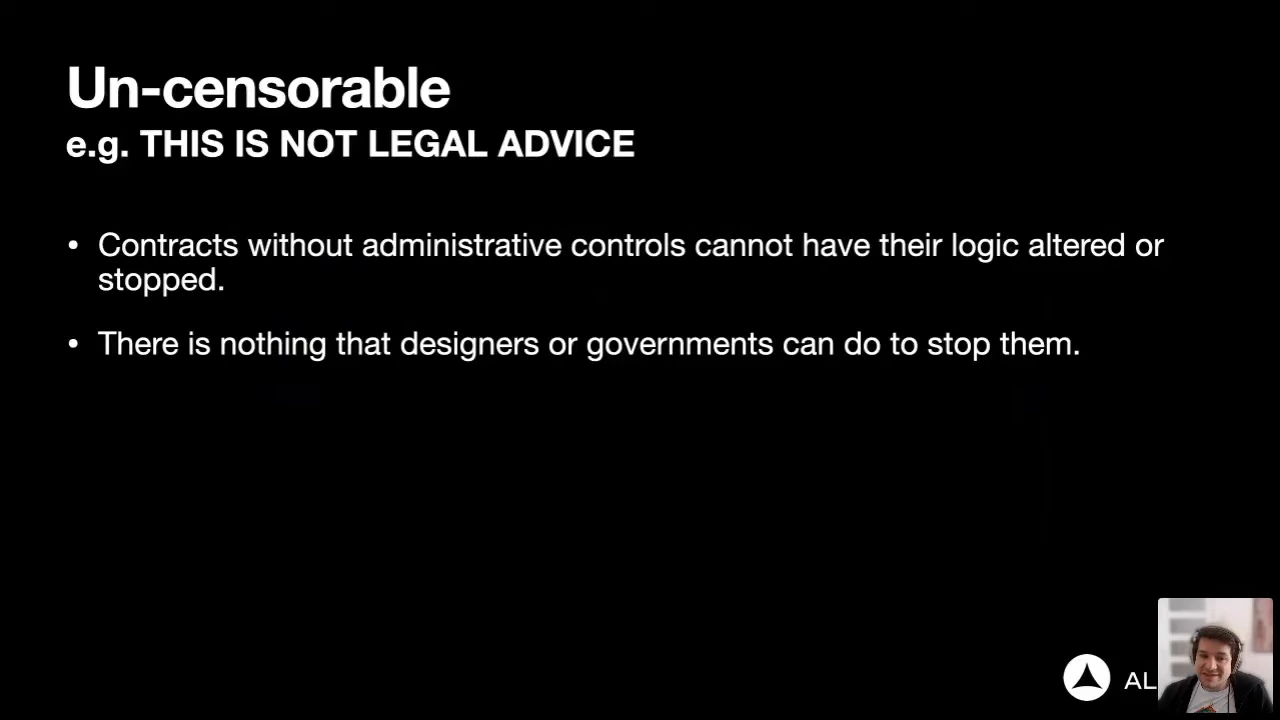 Un-censorable
e.g. THIS IS NOT LEGAL ADVICE
• Contracts without administrative controls cannot have their logic altered or
stopped.
• There is nothing that designers or governments can do to stop them.
AL